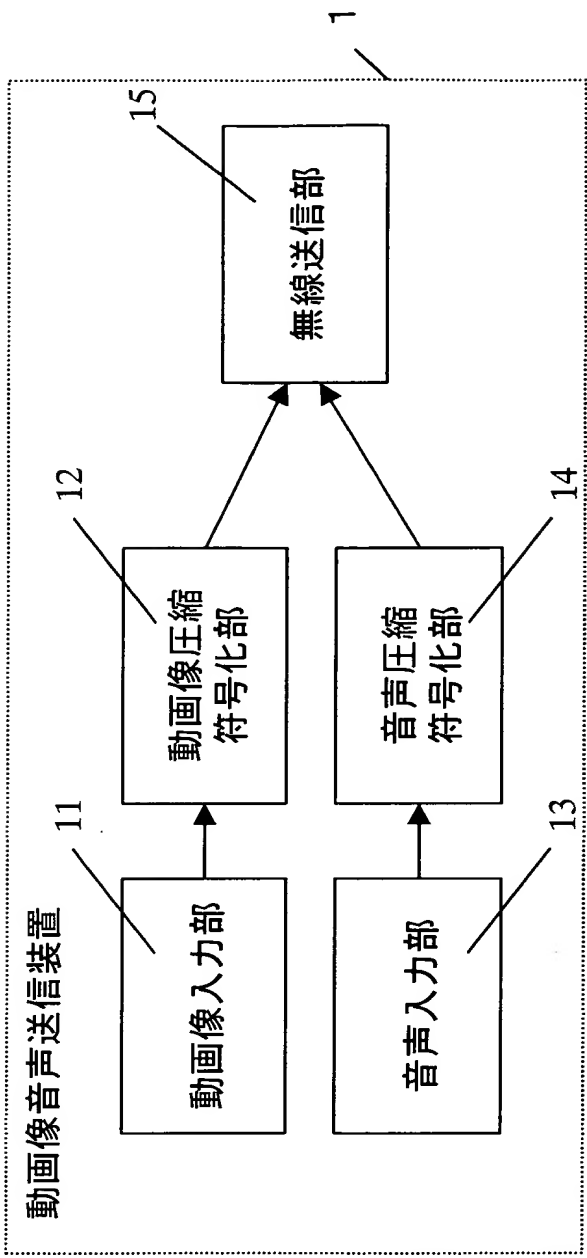 動画像音声送信装置
1
11
動画像入力部
12
動画像圧縮
符号化部
13
音声入力部
14
音声圧縮
符号化部
15
無線送信部